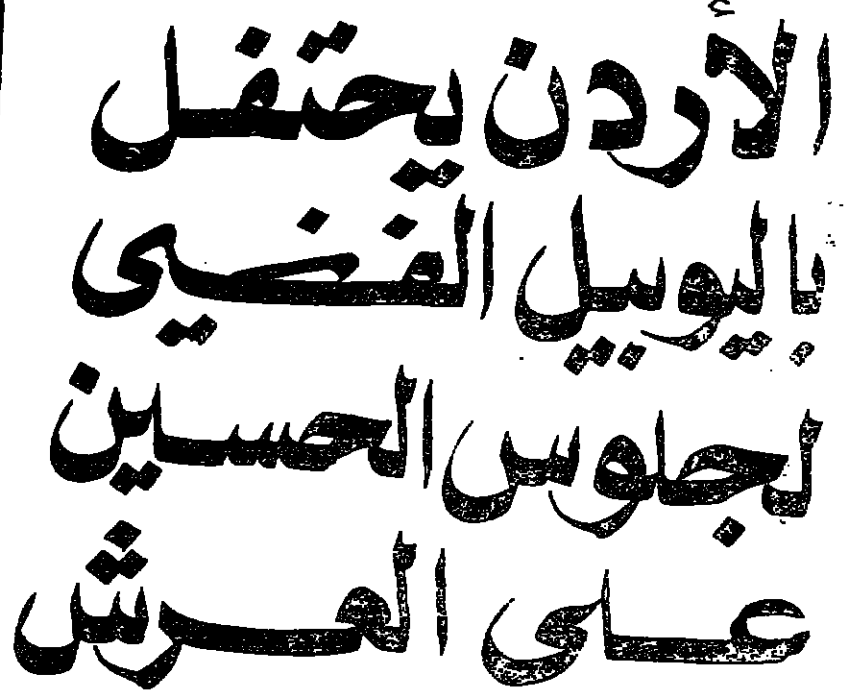 الأردن يحتفل
باليوبيل الفضي
لجلوس الحسين
على العرش